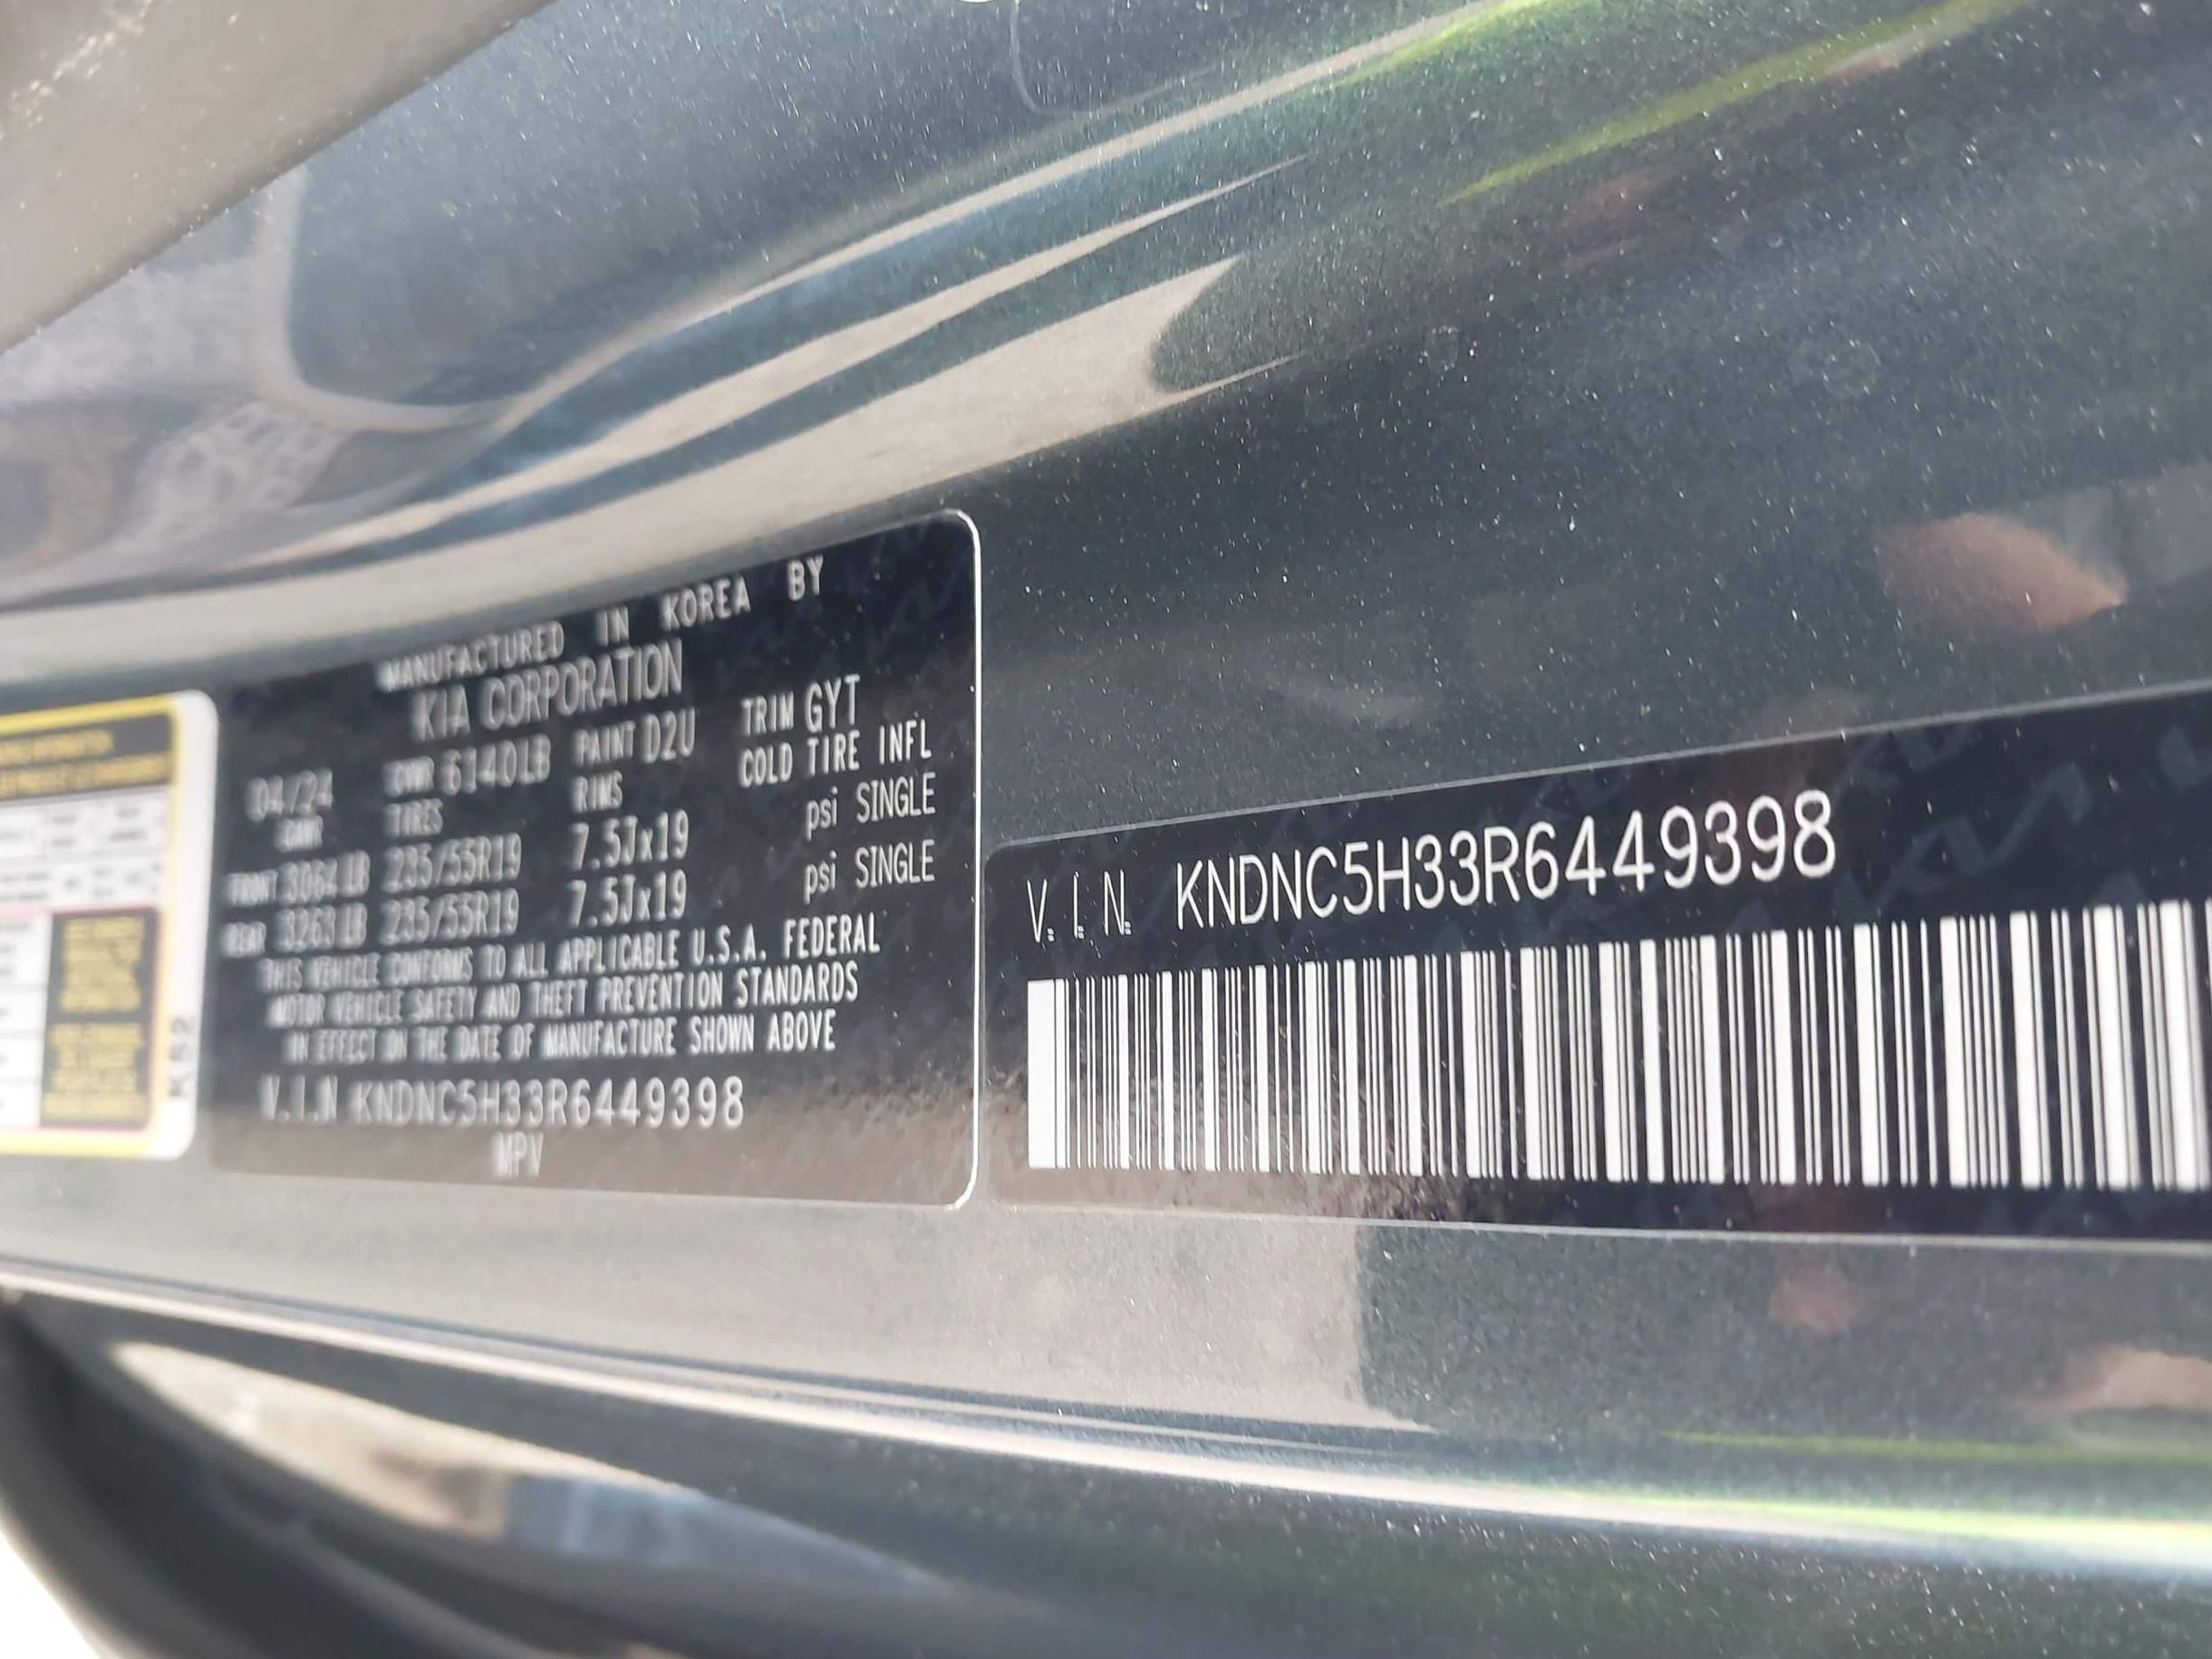 MANUFACTURED IN KOREA BY
KIA CORPORATION
04/24 GVWR 6140LB PAINT D2U TRIM GYT
GAWR TIRES RIMS COLD TIRE INFL
FRONT 3064LB 235/55R19 7.5Jx19 psi SINGLE
REAR 3263LB 235/55R19 7.5Jx19 psi SINGLE
THIS VEHICLE CONFORMS TO ALL APPLICABLE U.S.A. FEDERAL
MOTOR VEHICLE SAFETY AND THEFT PREVENTION STANDARDS
IN EFFECT ON THE DATE OF MANUFACTURE SHOWN ABOVE
V.I.N KNDNC5H33R6449398
MPV
K52
V.I.N. KNDNC5H33R6449398